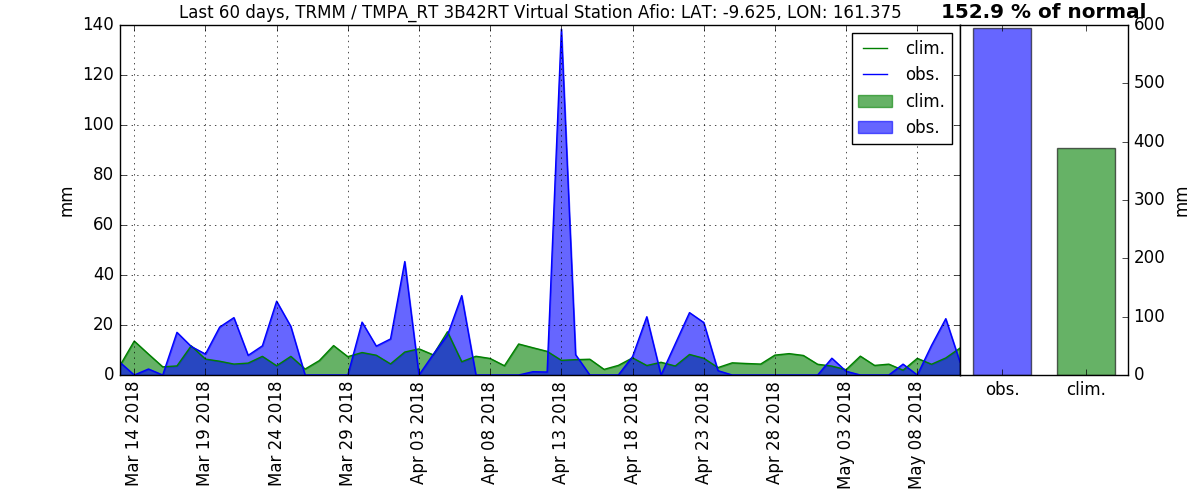 Last 60 days, TRMM / TMPA_RT 3B42RT Virtual Station Afio: LAT: -9.625, LON: 161.375
152.9 % of normal
mm
140
120
100
80
60
40
20
0
clim.
obs.
clim.
obs.
600
500
400
300
200
100
0
mm
Mar 14 2018
Mar 19 2018
Mar 24 2018
Mar 29 2018
Apr 03 2018
Apr 08 2018
Apr 13 2018
Apr 18 2018
Apr 23 2018
Apr 28 2018
May 03 2018
May 08 2018
obs.
clim.